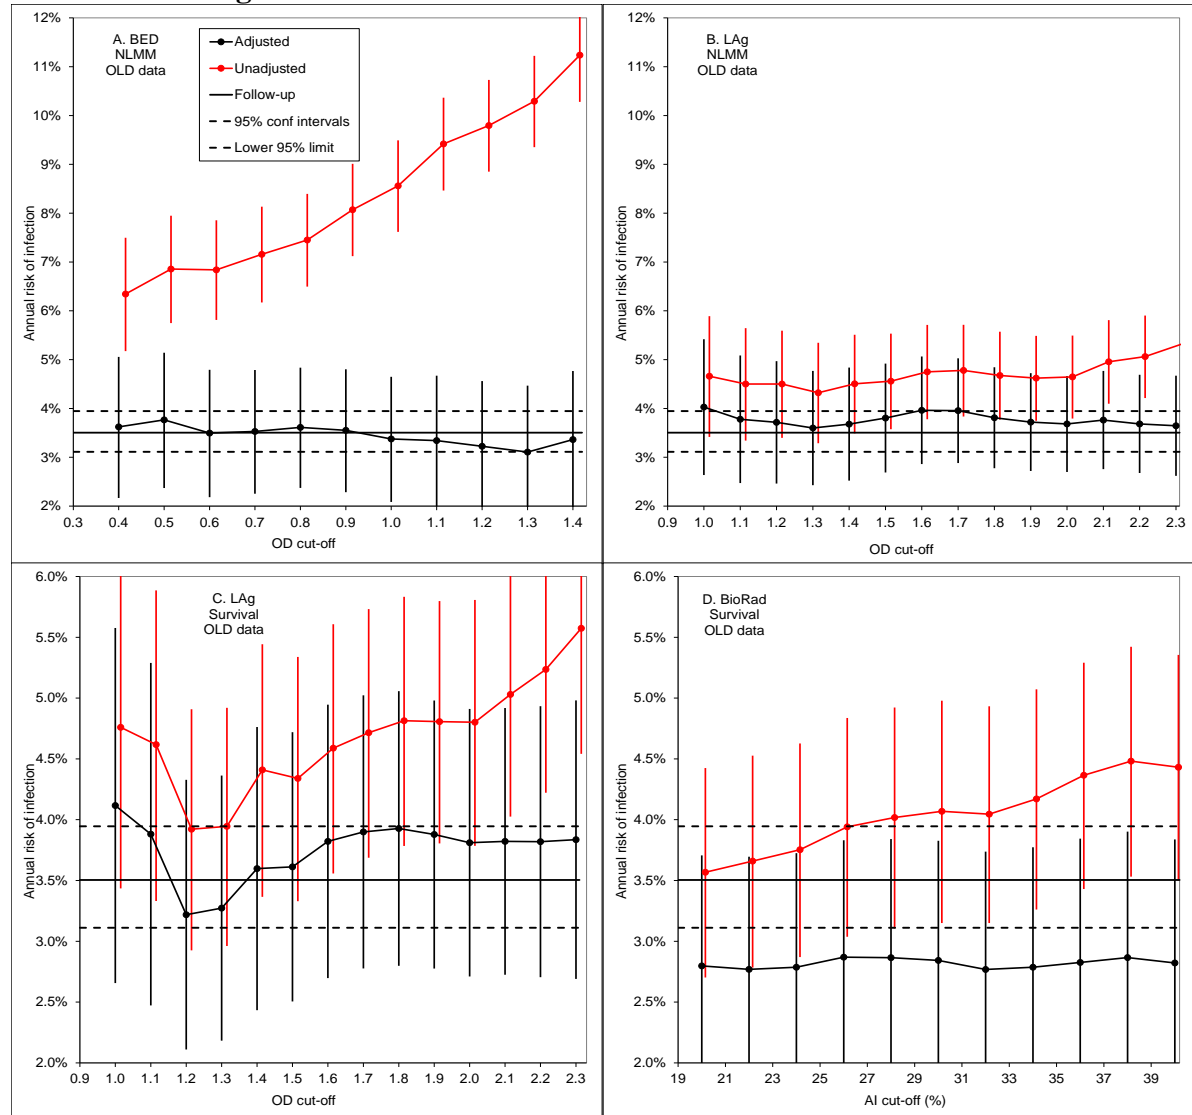 A. BED
NLMM
OLD data
Adjusted
Unadjusted
Follow-up
95% conf intervals
Lower 95% limit
Annual risk of infection
12%
11%
10%
9%
8%
7%
6%
5%
4%
3%
2%
0.3 0.4 0.5 0.6 0.7 0.8 0.9 1.0 1.1 1.2 1.3 1.4
OD cut-off
B. LAg
NLMM
OLD data
Annual risk of infection
12%
11%
10%
9%
8%
7%
6%
5%
4%
3%
2%
0.9 1.0 1.1 1.2 1.3 1.4 1.5 1.6 1.7 1.8 1.9 2.0 2.1 2.2 2.3
OD cut-off
C. LAg
Survival
OLD data
Annual risk of infection
6.0%
5.5%
5.0%
4.5%
4.0%
3.5%
3.0%
2.5%
2.0%
0.9 1.0 1.1 1.2 1.3 1.4 1.5 1.6 1.7 1.8 1.9 2.0 2.1 2.2 2.3
OD cut-off
D. BioRad
Survival
OLD data
Annual risk of infection
6.0%
5.5%
5.0%
4.5%
4.0%
3.5%
3.0%
2.5%
2.0%
19 21 23 25 27 29 31 33 35 37 39
AI cut-off (%)